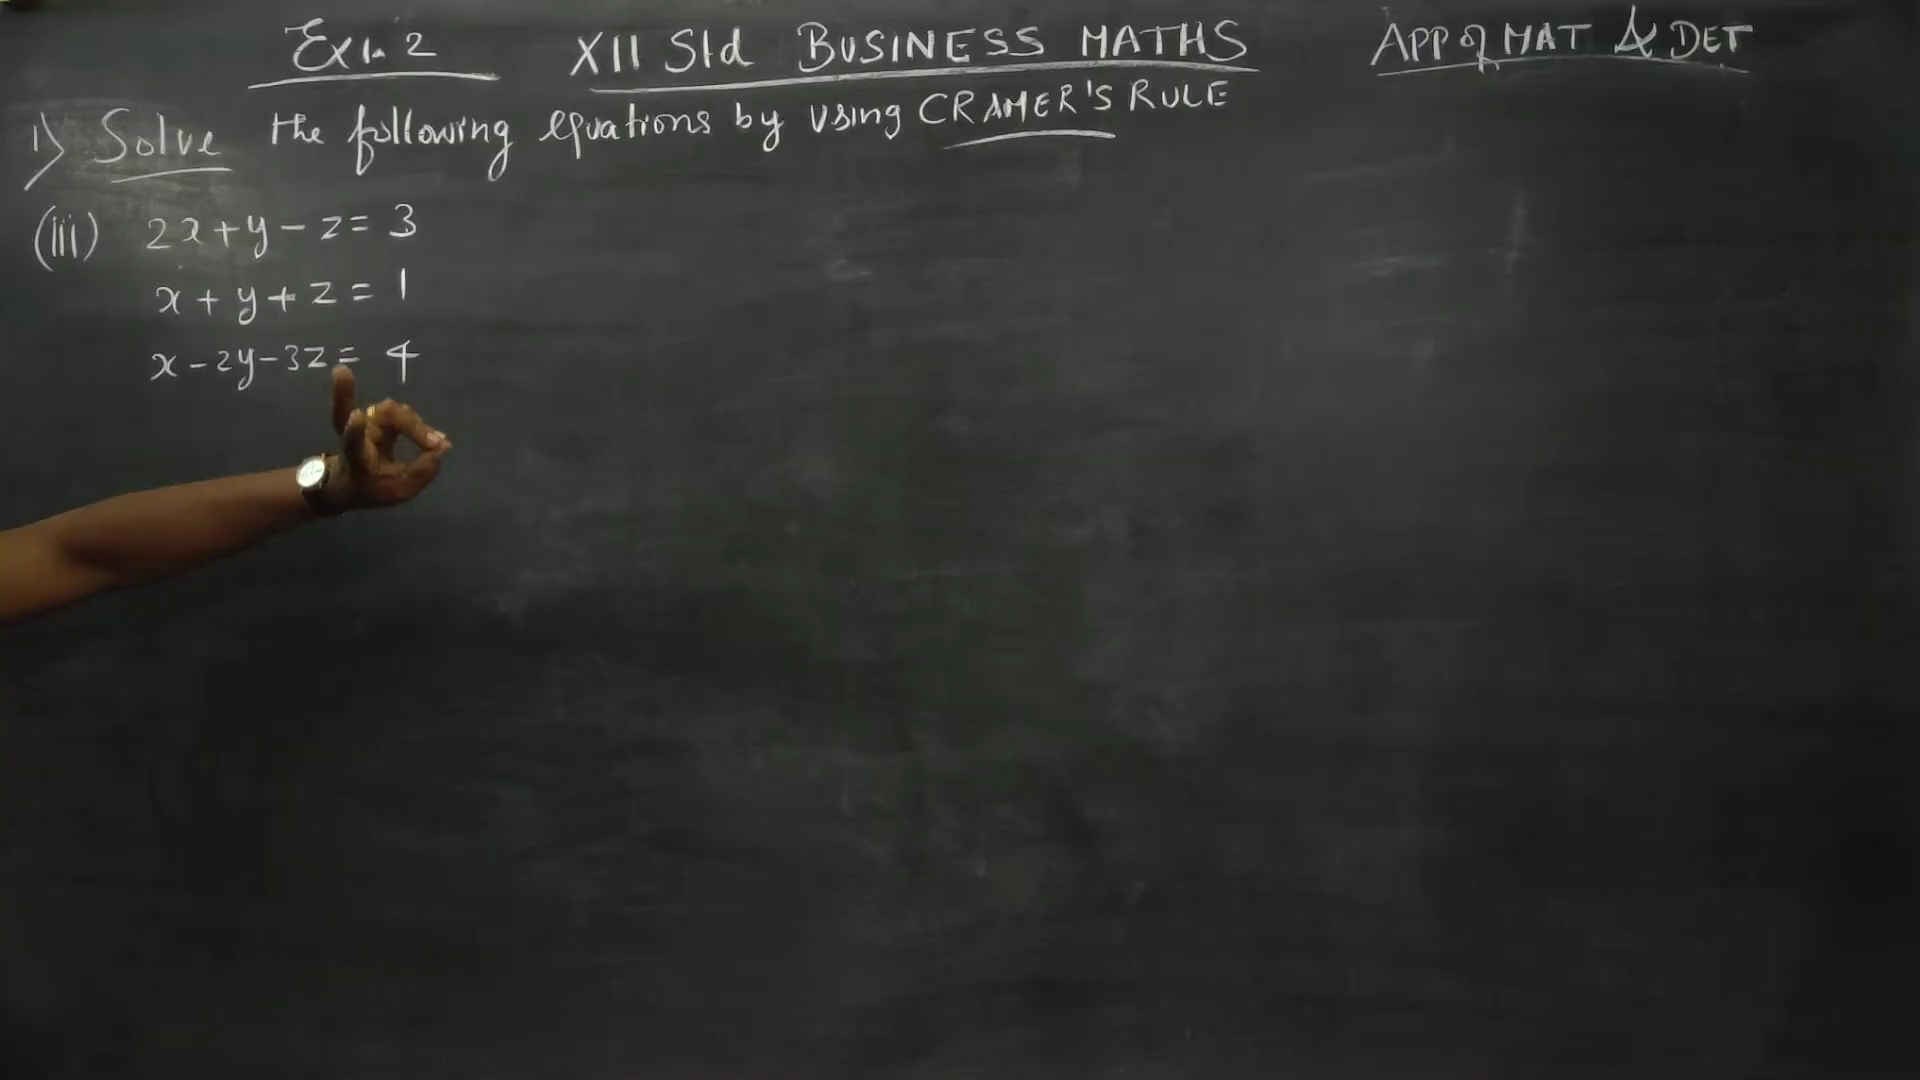 Ex 1.2 XII Std BUSINESS MATHS APP of MAT & DET
1) Solve the following equations by using CRAMER'S RULE
(iii) 2x + y - z = 3
x + y + z = 1
x - 2y - 3z = 4